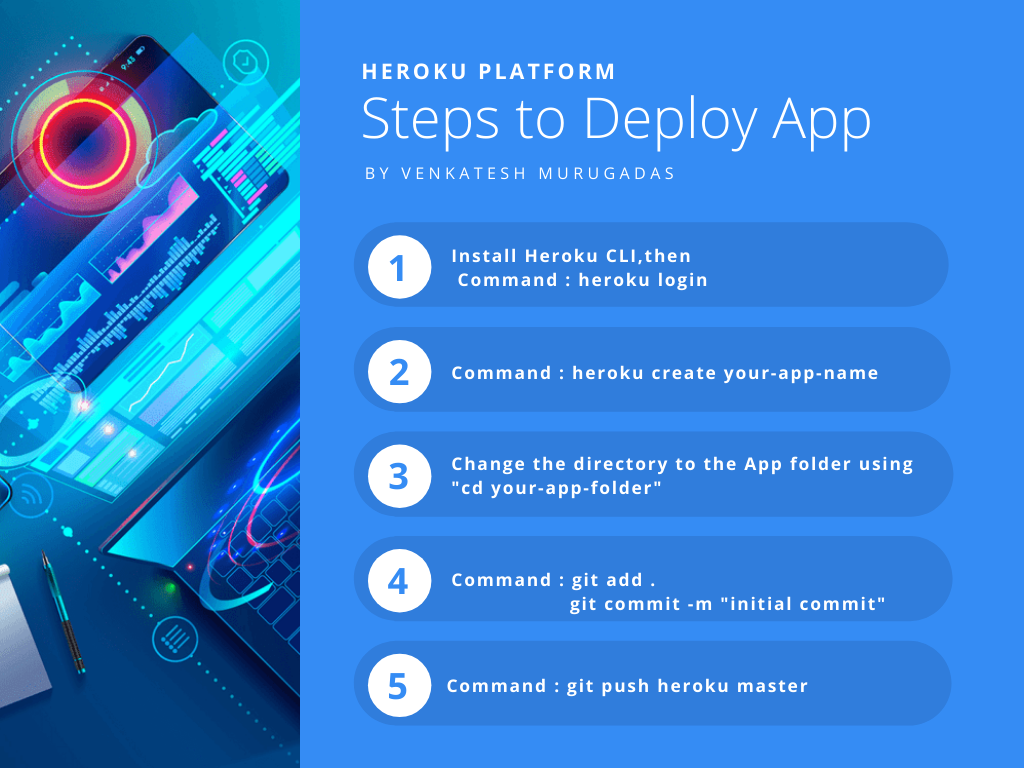 9:43
HEROKU PLATFORM
Steps to Deploy App
BY VENKATESH MURUGADAS
1
Install Heroku CLI,then
Command : heroku login
2
Command : heroku create your-app-name
3
Change the directory to the App folder using
"cd your-app-folder"
4
Command : git add .
git commit -m "initial commit"
5
Command : git push heroku master